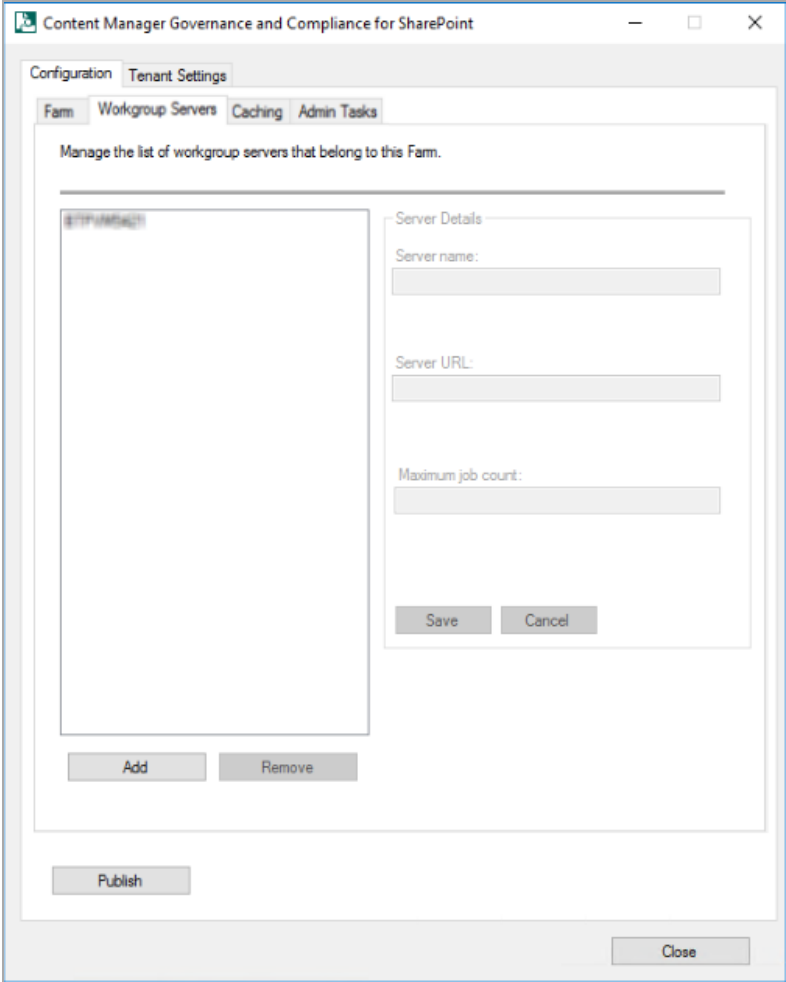 Content Manager Governance and Compliance for SharePoint
Configuration Tenant Settings
Farm Workgroup Servers Caching Admin Tasks
Manage the list of workgroup servers that belong to this Farm.
Server Details
Server name:
Server URL:
Maximum job count:
Save Cancel
Add Remove
Publish
Close